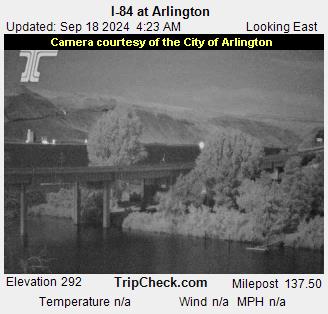 I-84 at Arlington
Updated: Sep 18 2024 4:23 AM Looking East
Camera courtesy of the City of Arlington
Elevation 292 TripCheck.com Milepost 137.50
Temperature n/a Wind n/a MPH n/a